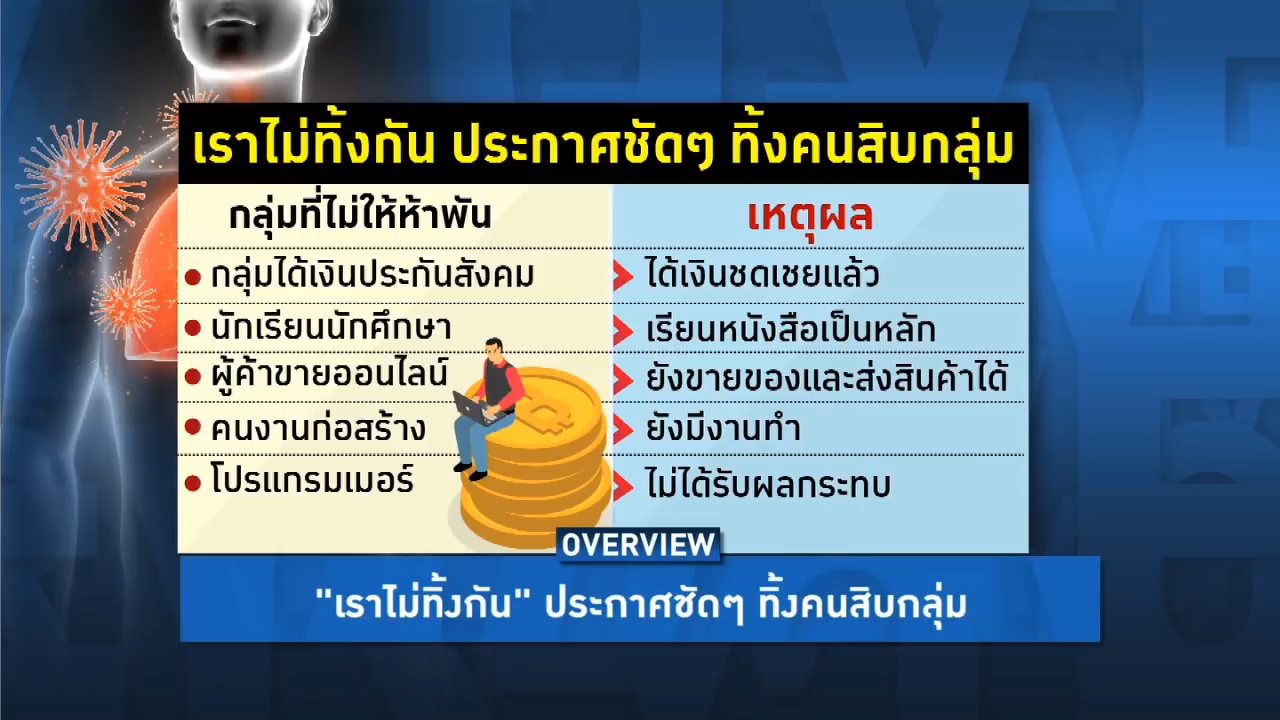 เราไม่ทิ้งกัน ประกาศชัดๆ ทิ้งคนสิบกลุ่ม
กลุ่มที่ไม่ให้ห้าพัน เหตุผล
กลุ่มได้เงินประกันสังคม ได้เงินชดเชยแล้ว
นักเรียนนักศึกษา เรียนหนังสือเป็นหลัก
ผู้ค้าขายออนไลน์ ยังขายของและส่งสินค้าได้
คนงานก่อสร้าง ยังมีงานทำ
โปรแกรมเมอร์ ไม่ได้รับผลกระทบ
OVERVIEW
"เราไม่ทิ้งกัน" ประกาศชัดๆ ทิ้งคนสิบกลุ่ม